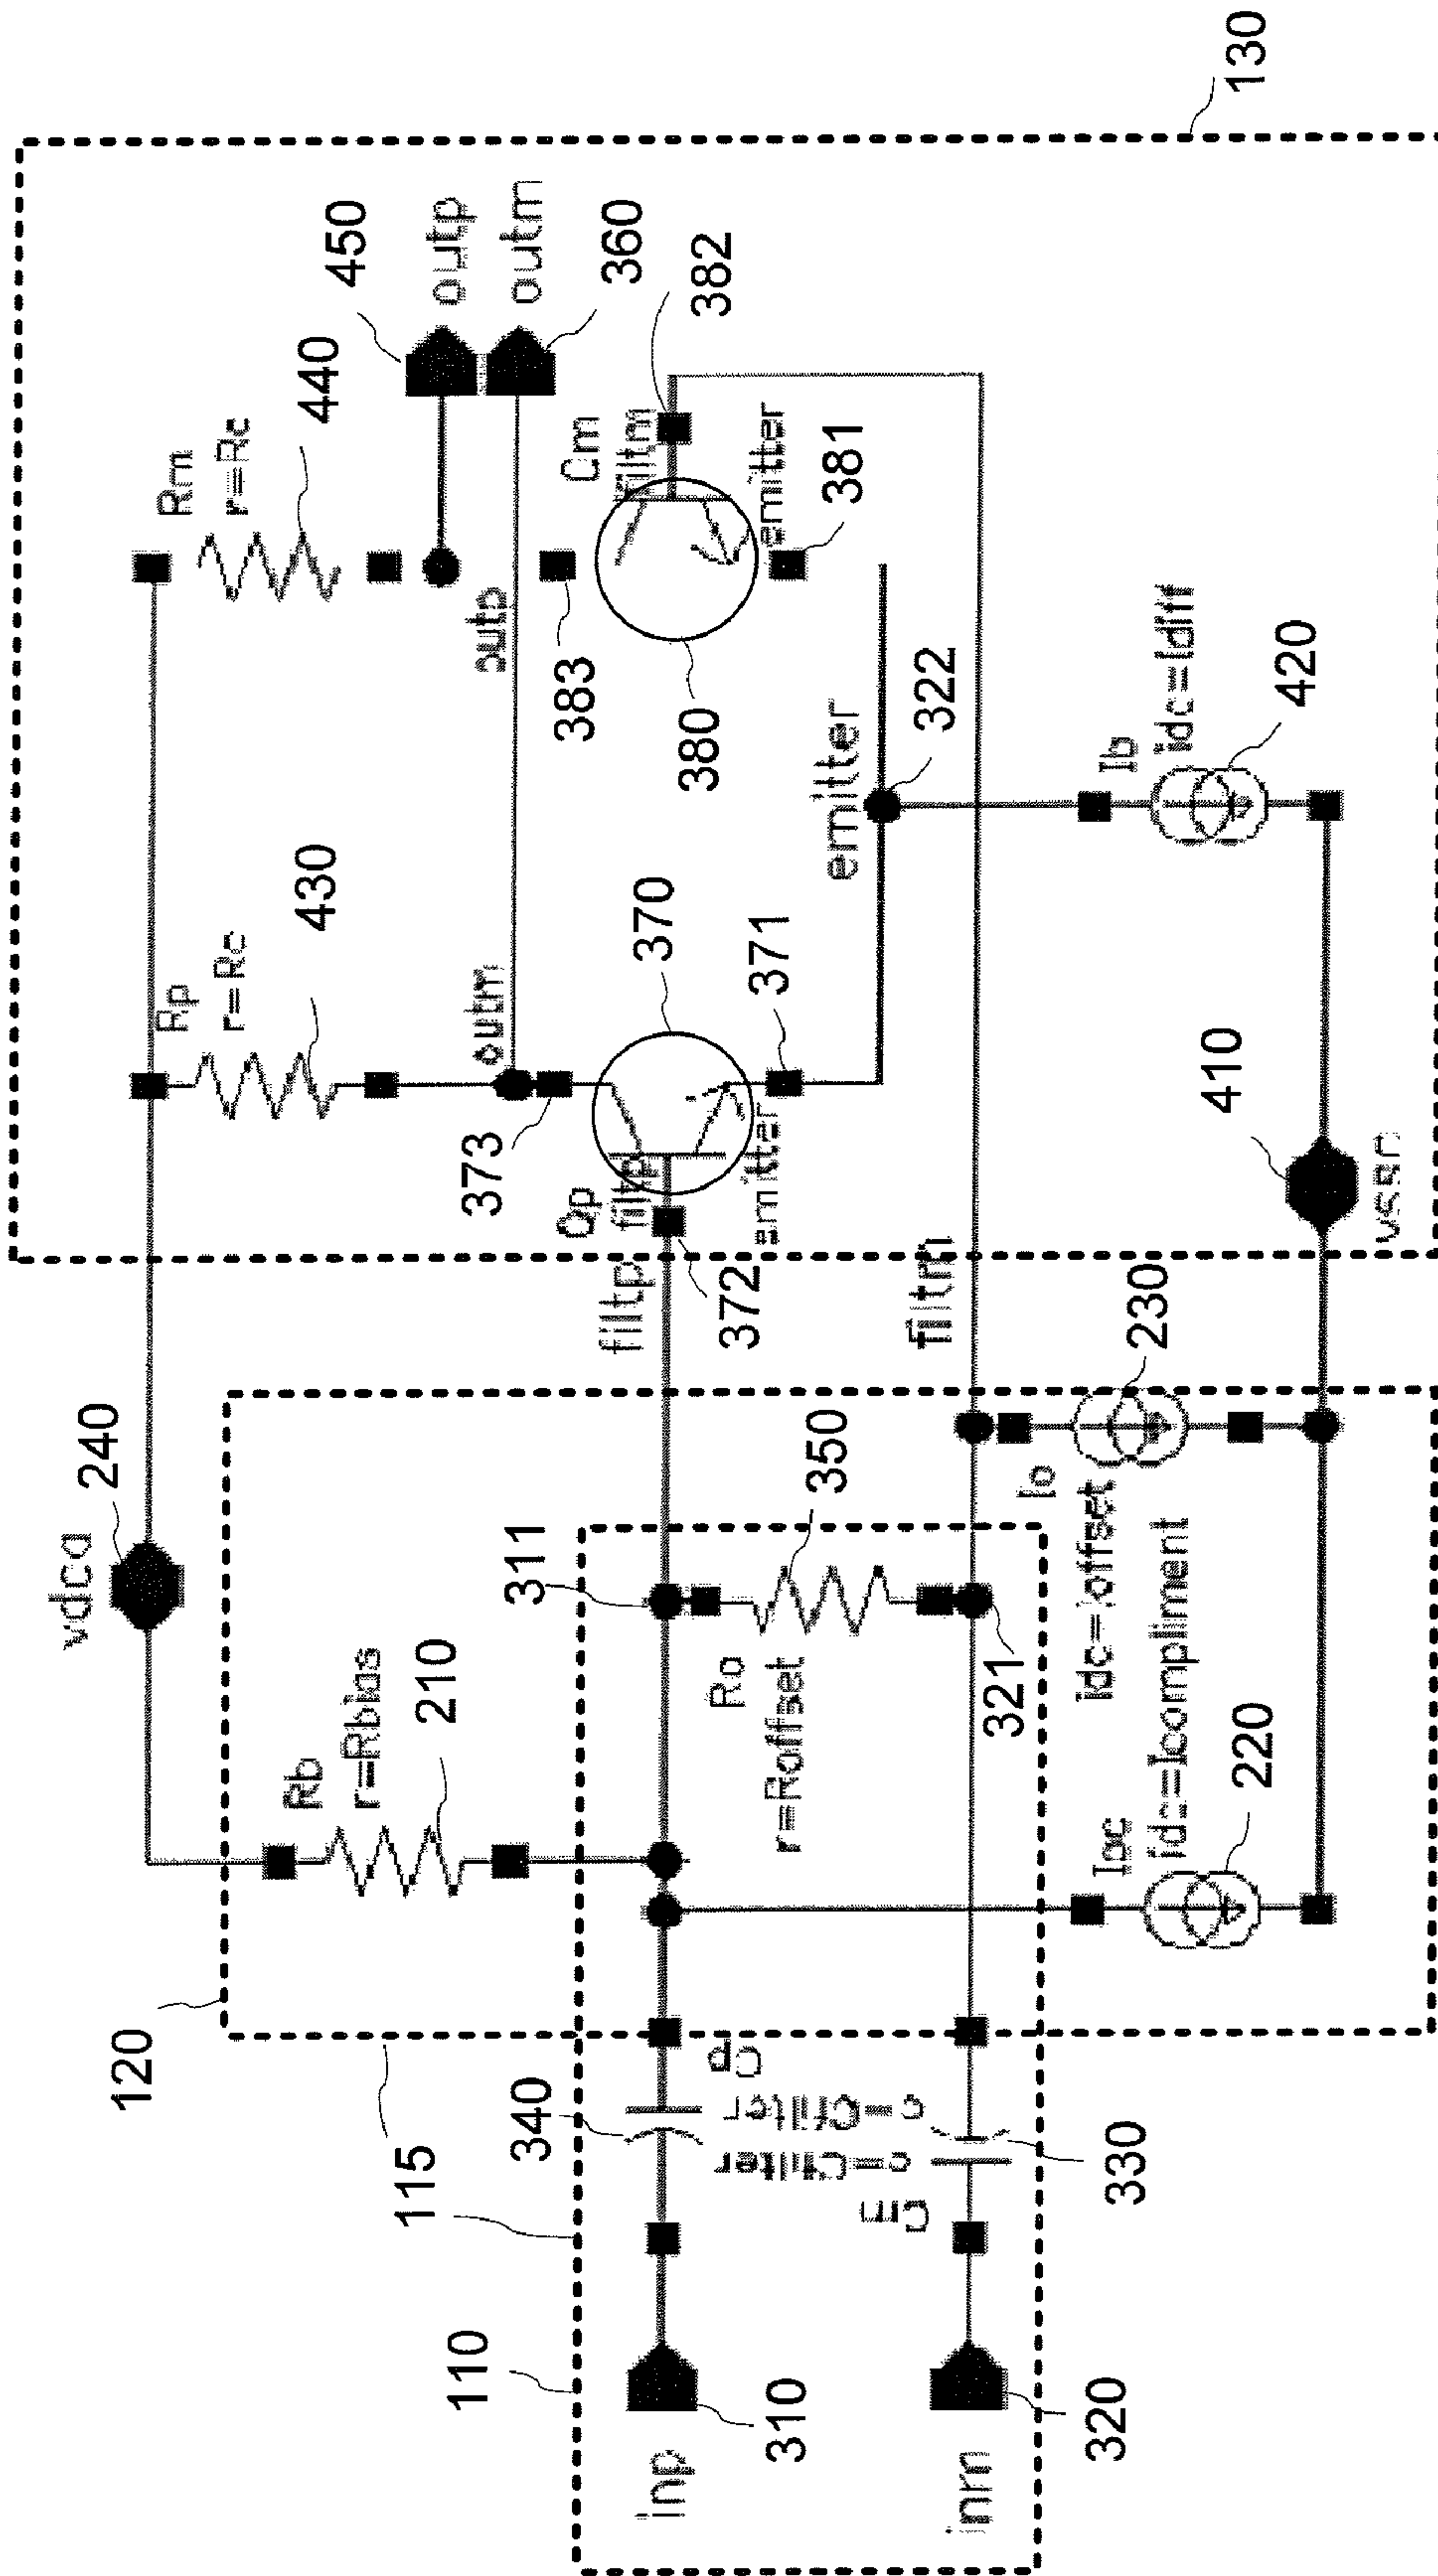 130
vdca
240
Rp
r=Rc
430
Rm
r=Rc
440
450
outp
outm
360
382
120
115
110
Rb
r=Rbias
210
311
350
Ro
r=Roffset
321
filtp
372
filtm
230
Io
idc=Ioffset
Ipc
idc=Icompliment
220
340
Cp
c=Cfilter
c=Cfilter
Cm
330
inp
310
inm
320
outm
373
Qp
filtp
emitter
370
371
outp
383
380
Qm
filtm
emitter
381
emitter
322
Ib
idc=Idiff
420
410